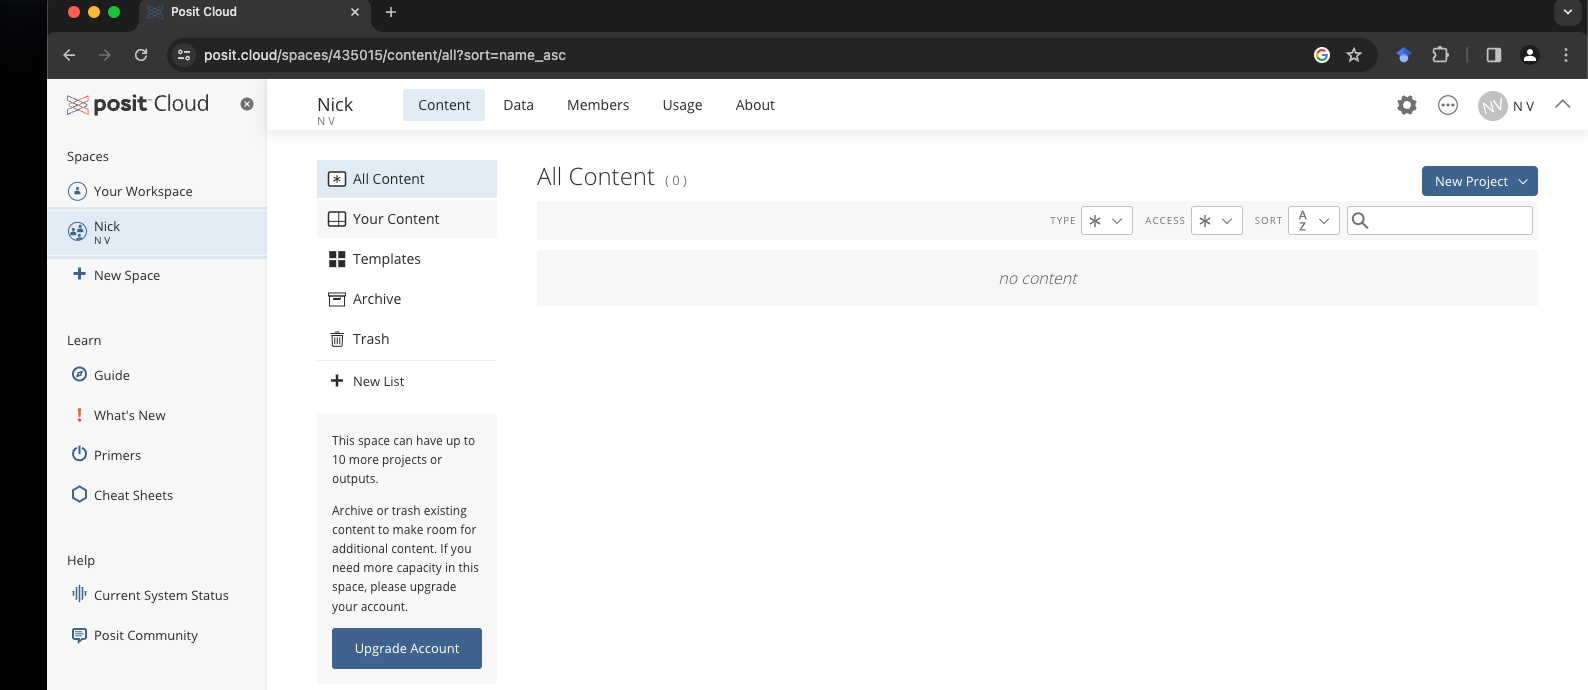 Posit Cloud
posit.cloud/spaces/435015/content/all?sort=name_asc
posit Cloud
Spaces
Your Workspace
Nick
N V
New Space
Learn
Guide
What's New
Primers
Cheat Sheets
Help
Current System Status
Posit Community
Nick
N V
Content Data Members Usage About
NV N V
All Content
Your Content
Templates
Archive
Trash
New List
This space can have up to
10 more projects or
outputs.
Archive or trash existing
content to make room for
additional content. If you
need more capacity in this
space, please upgrade
your account.
Upgrade Account
All Content ( 0 )
New Project
TYPE * ACCESS * SORT A Z
no content